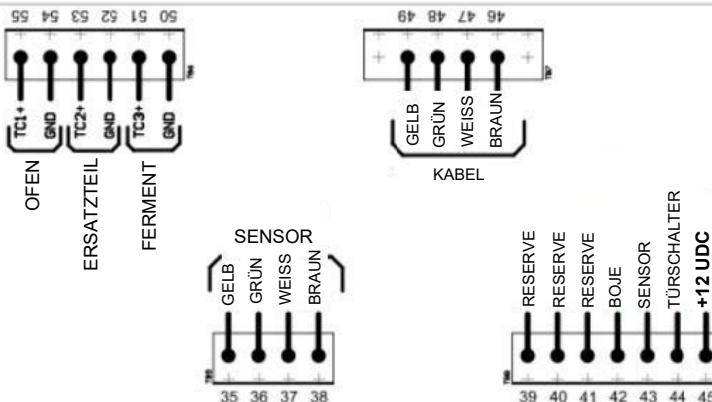 55 54 53 52 51 50
TB4
TC1+ GND TC2+ GND TC3+ GND
OFEN ERSATZTEIL FERMENT
49 48 47 46
TB7
GELB GRÜN WEISS BRAUN
KABEL
SENSOR
GELB GRÜN WEISS BRAUN
35 36 37 38
RESERVE RESERVE RESERVE BOJE SENSOR TÜRSCHALTER +12 UDC
39 40 41 42 43 44 45